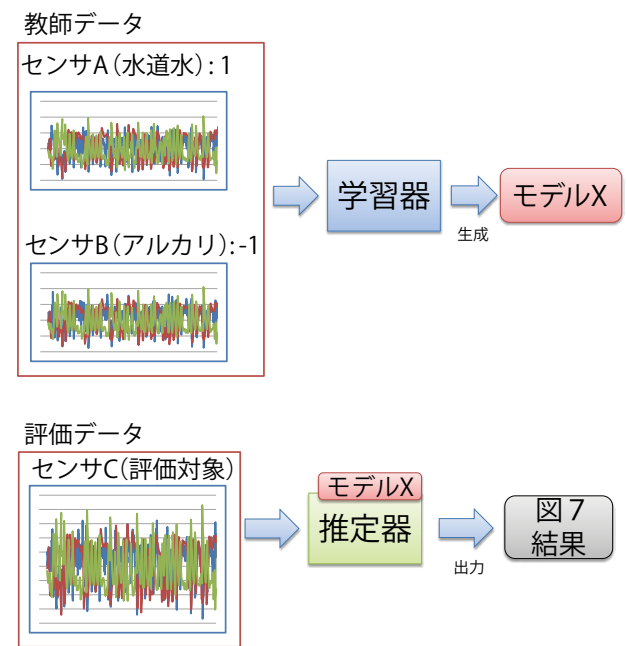 教師データ
センサA（水道水）: 1
学習器
生成
モデルX
センサB（アルカリ）:-1
評価データ
センサC(評価対象)
モデルX
推定器
出力
図７
結果